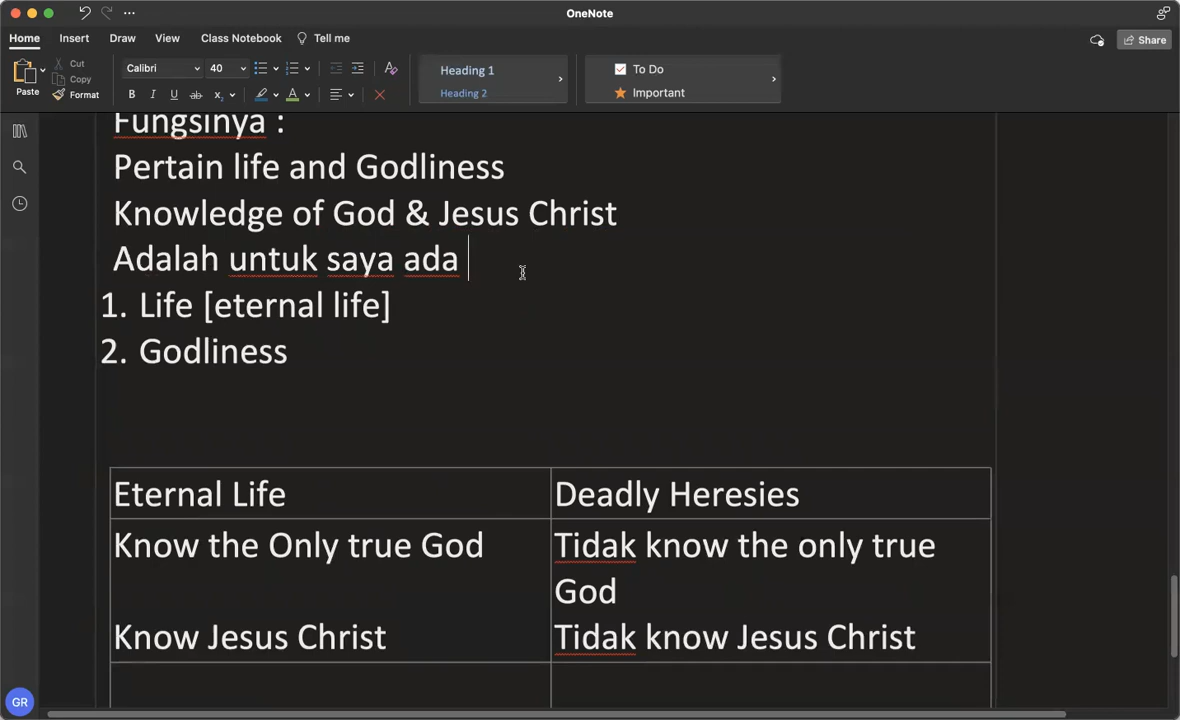 OneNote
Home Insert Draw View Class Notebook Tell me Share
Paste Cut Copy Format Calibri 40 Heading 1 Heading 2 To Do Important
B I U ab x₂ A
Fungsinya :
Pertain life and Godliness
Knowledge of God & Jesus Christ
Adalah untuk saya ada
1. Life [eternal life]
2. Godliness
Eternal Life Deadly Heresies
Know the Only true God Tidak know the only true
God
Know Jesus Christ Tidak know Jesus Christ
GR